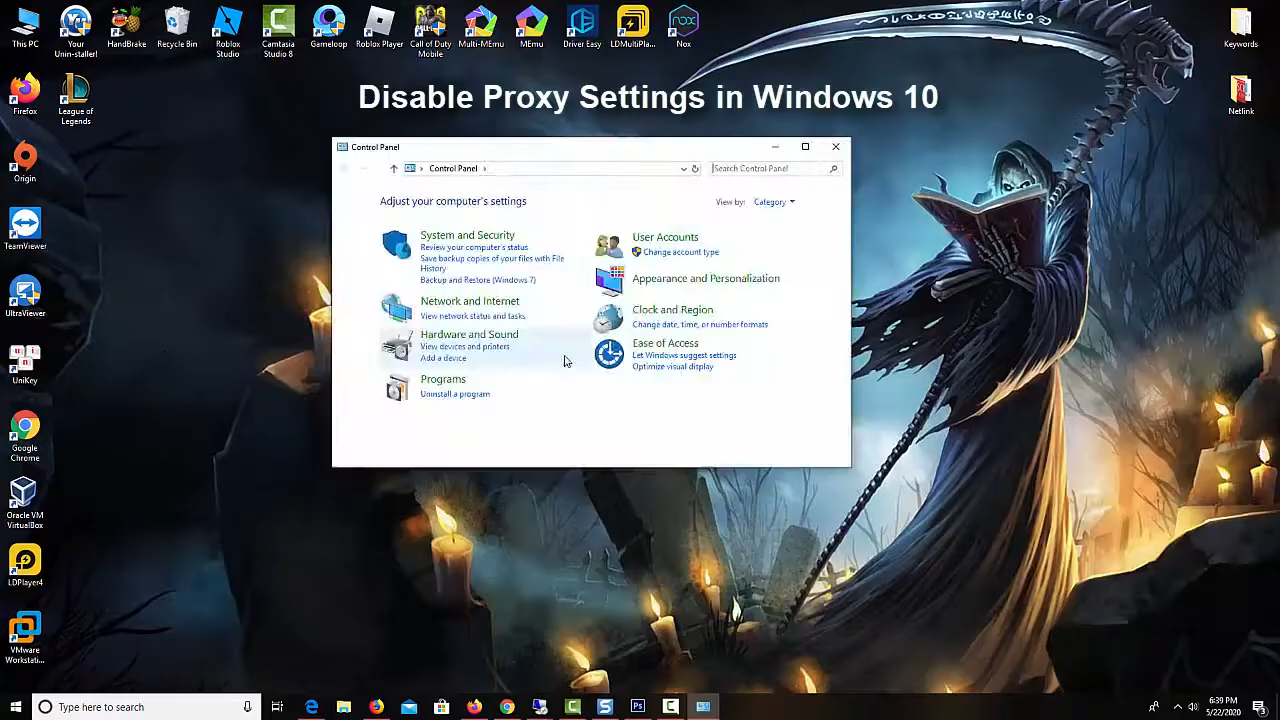 This PC
Your Unin-staller!
HandBrake
Recycle Bin
Roblox Studio
Camtasia Studio 8
Gameloop
Roblox Player
Call of Duty Mobile
Multi-MEmu
MEmu
Driver Easy
LDMultiPla...
Nox
Keywords
Firefox
League of Legends
Netlink
Disable Proxy Settings in Windows 10
Control Panel
Control Panel
Search Control Panel
Adjust your computer's settings
View by: Category
System and Security
Review your computer's status
Save backup copies of your files with File
History
Backup and Restore (Windows 7)
Network and Internet
View network status and tasks
Hardware and Sound
View devices and printers
Add a device
Programs
Uninstall a program
User Accounts
Change account type
Appearance and Personalization
Clock and Region
Change date, time, or number formats
Ease of Access
Let Windows suggest settings
Optimize visual display
Origin
TeamViewer
UltraViewer
UniKey
Google Chrome
Oracle VM VirtualBox
LDPlayer4
VMware Workstati...
Type here to search
6:39 PM
5/22/2020